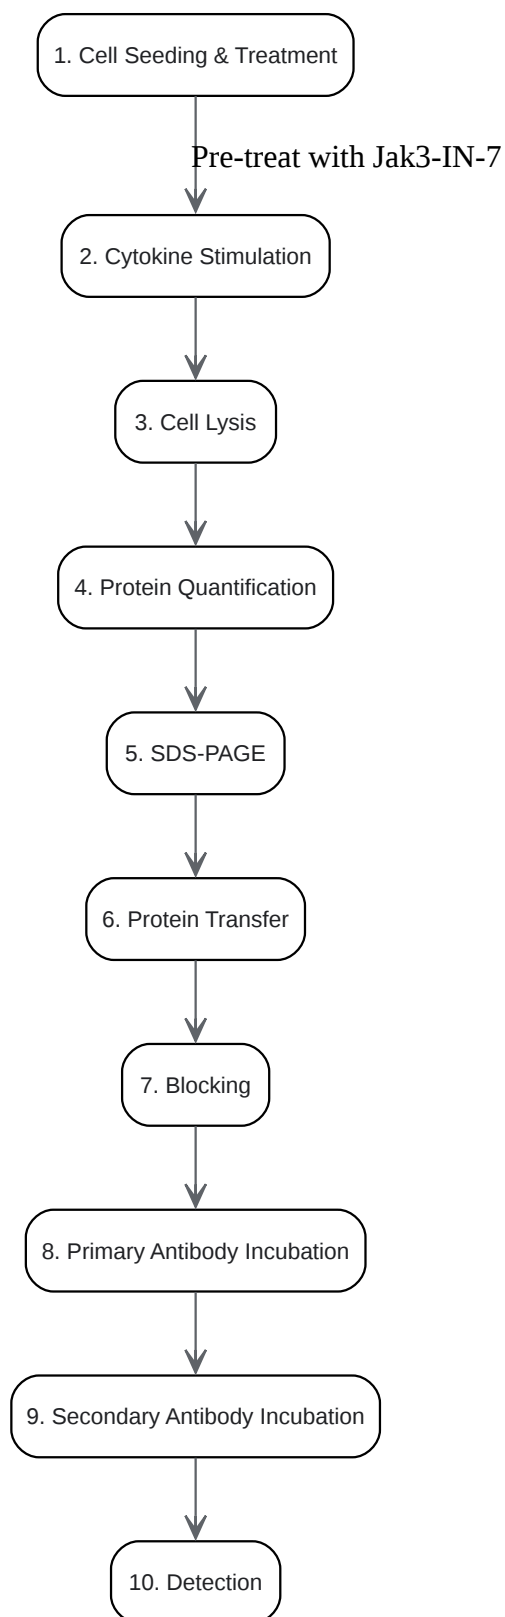 1. Cell Seeding & Treatment
Pre-treat with Jak3-IN-7
2. Cytokine Stimulation
3. Cell Lysis
4. Protein Quantification
5. SDS-PAGE
6. Protein Transfer
7. Blocking
8. Primary Antibody Incubation
9. Secondary Antibody Incubation
10. Detection